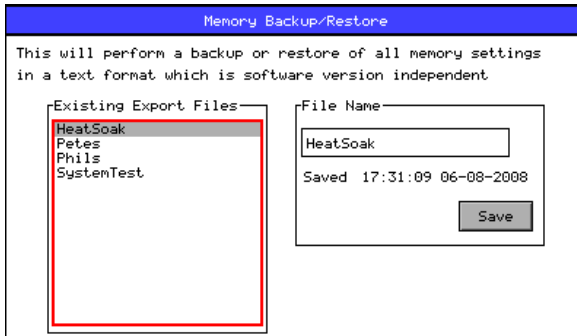 Memory Backup/Restore
This will perform a backup or restore of all memory settings
in a text format which is software version independent
Existing Export Files
HeatSoak
Petes
Phils
SystemTest
File Name
HeatSoak
Saved 17:31:09 06-08-2008
Save